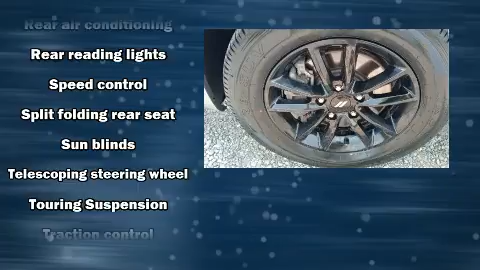 Rear air conditioning
Rear reading lights
Speed control
Split folding rear seat
Sun blinds
Telescoping steering wheel
Touring Suspension
Traction control